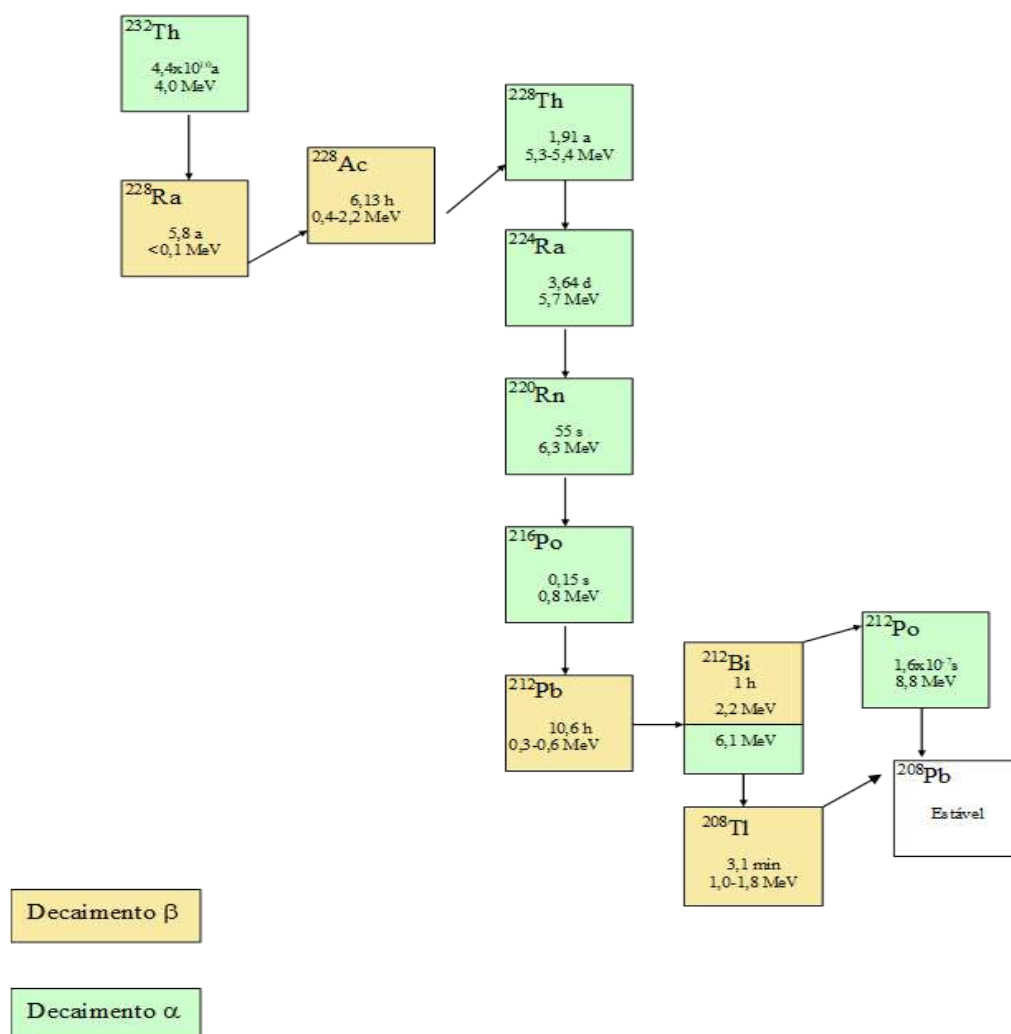 ²³²Th
4,4x10¹⁰a
4,0 MeV
²²⁸Ra
5,8 a
<0,1 MeV
²²⁸Ac
6,13 h
0,4-2,2 MeV
²²⁸Th
1,91 a
5,3-5,4 MeV
²²⁴Ra
3,64 d
5,7 MeV
²²⁰Rn
55 s
6,3 MeV
²¹⁶Po
0,15 s
0,8 MeV
²¹²Pb
10,6 h
0,3-0,6 MeV
²¹²Bi
1 h
2,2 MeV
6,1 MeV
²¹²Po
1,6x10⁻⁷s
8,8 MeV
²⁰⁸Tl
3,1 min
1,0-1,8 MeV
²⁰⁸Pb
Estável
Decaimento β
Decaimento α